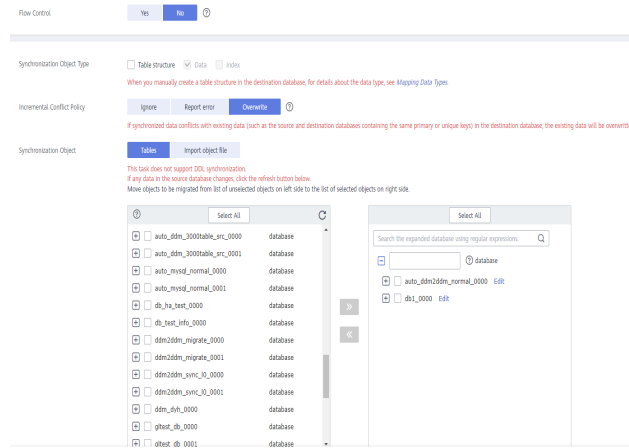 Flow Control
Yes
No
Synchronization Object Type
Table structure
Data
Index
When you manually create a table structure in the destination database, for details about the data type, see Mapping Data Types
Incremental Conflict Policy
Ignore
Report error
Overwrite
If synchronized data conflicts with existing data (such as the source and destination databases containing the same primary or unique keys) in the destination database, the existing data will be overwritt
Synchronization Object
Tables
Import object file
This task does not support DDL synchronization.
If any data in the source database changes, click the refresh button below.
Move objects to be migrated from list of unselected objects on left side to the list of selected objects on right side.
Select All
auto_ddm_3000table_src_0000 database
auto_ddm_3000table_src_0001 database
auto_mysql_normal_0000 database
auto_mysql_normal_0001 database
db_ha_test_0000 database
db_test_info_0000 database
ddm2ddm_migrate_0000 database
ddm2ddm_migrate_0001 database
ddm2ddm_sync_l0_0000 database
ddm2ddm_sync_l0_0001 database
ddm_dyh_0000 database
gltest_db_0000 database
gltest_db_0001 database
Select All
Search the expanded database using regular expressions.
database
auto_ddm2ddm_normal_0000 Edit
db1_0000 Edit